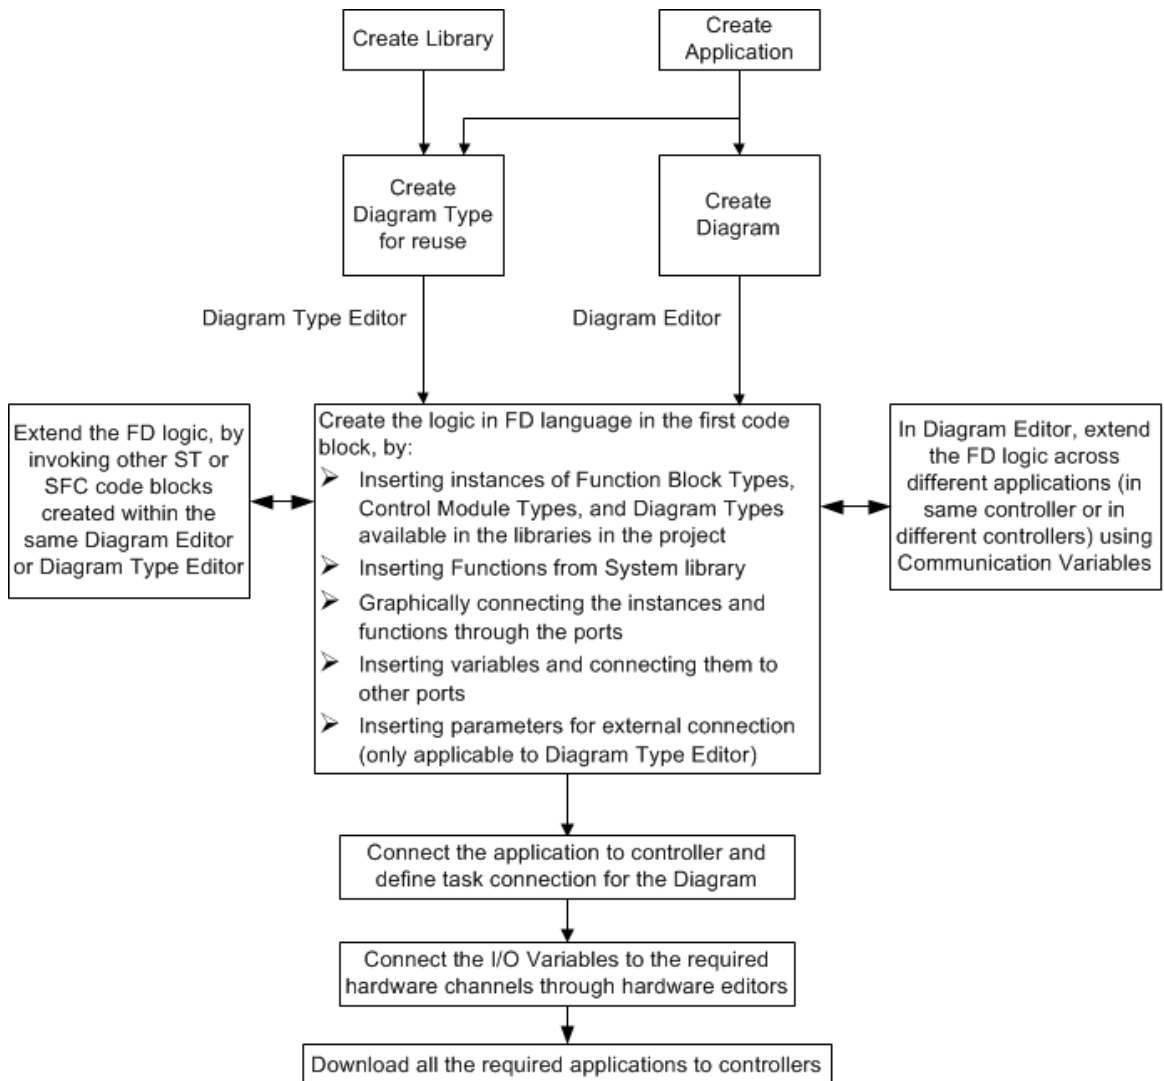 Create Library
Create
Application
Create
Diagram Type
for reuse
Create
Diagram
Diagram Type Editor
Diagram Editor
Extend the FD logic, by
invoking other ST or
SFC code blocks
created within the
same Diagram Editor
or Diagram Type Editor
Create the logic in FD language in the first code
block, by:
➢ Inserting instances of Function Block Types,
Control Module Types, and Diagram Types
available in the libraries in the project
➢ Inserting Functions from System library
➢ Graphically connecting the instances and
functions through the ports
➢ Inserting variables and connecting them to
other ports
➢ Inserting parameters for external connection
(only applicable to Diagram Type Editor)
In Diagram Editor, extend
the FD logic across
different applications (in
same controller or in
different controllers) using
Communication Variables
Connect the application to controller and
define task connection for the Diagram
Connect the I/O Variables to the required
hardware channels through hardware editors
Download all the required applications to controllers